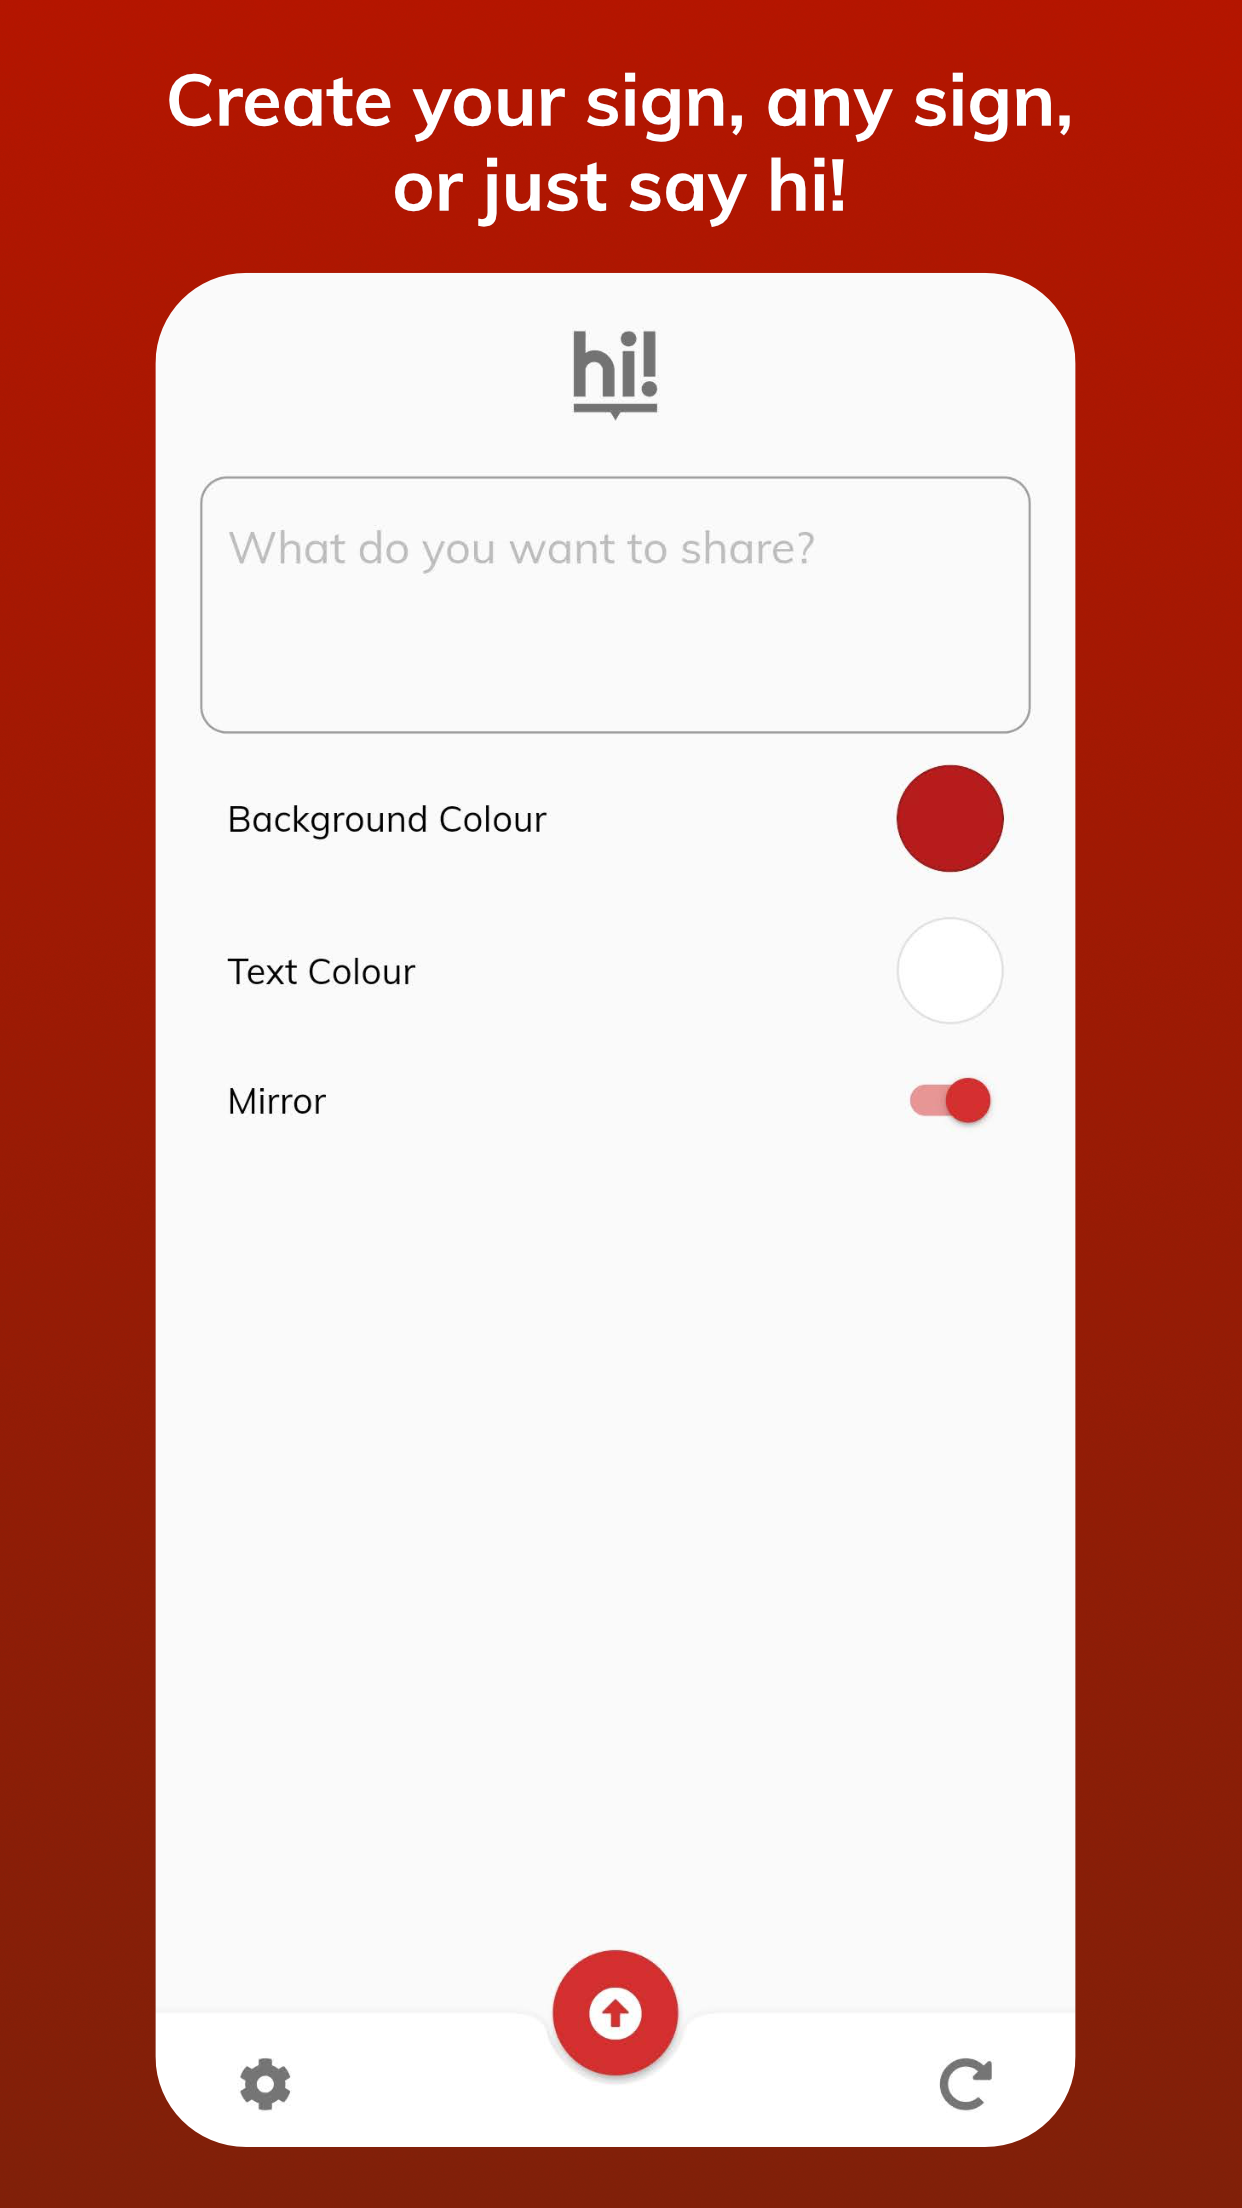 Create your sign, any sign,
or just say hi!
hi!
What do you want to share?
Background Colour
Text Colour
Mirror